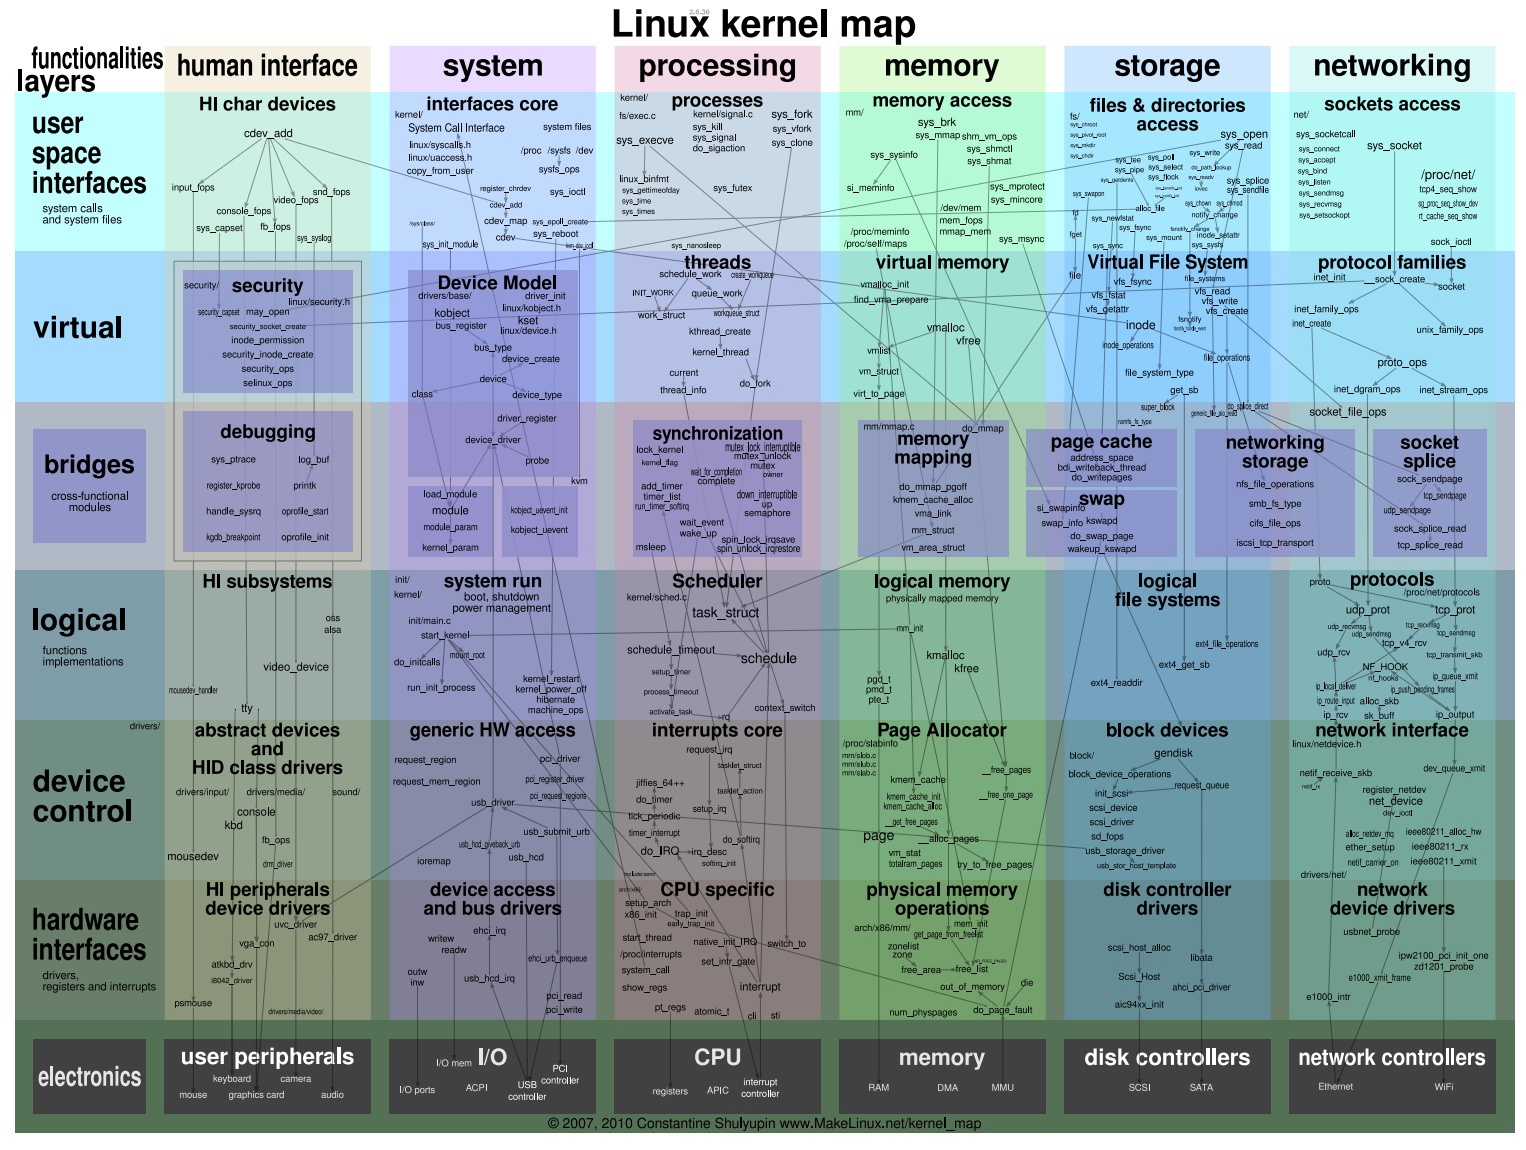 Linux kernel map
2.6.36
functionalities
layers
human interface
system
processing
memory
storage
networking
user
space
interfaces
system calls
and system files
HI char devices
cdev_add
input_fops
console_fops
video_fops
snd_fops
fb_fops
sys_capset
sys_syslog
interfaces core
kernel/
System Call Interface
linux/syscalls.h
linux/uaccess.h
copy_from_user
system files
/proc /sysfs /dev
sysfs_ops
register_chrdev
sys_ioctl
cdev_add
/sys/class/
cdev_map
sys_epoll_create
cdev
sys_reboot
sys_init_module
processes
kernel/
fs/exec.c
kernel/signal.c
sys_kill
sys_signal
do_sigaction
sys_fork
sys_vfork
sys_clone
sys_execve
linux_binfmt
sys_gettimeofday
sys_time
sys_times
sys_futex
sys_nanosleep
memory access
mm/
sys_brk
sys_mmap
shm_vm_ops
sys_shmctl
sys_shmat
sys_sysinfo
si_meminfo
sys_mprotect
sys_mincore
/dev/mem
mem_fops
mmap_mem
/proc/meminfo
/proc/self/maps
sys_msync
files & directories
access
fs/
sys_chroot
sys_pivot_root
sys_mkdir
sys_chdir
sys_open
sys_read
sys_write
sys_tee
sys_pipe
sys_poll
sys_select
sys_flock
do_path_lookup
sys_getdents
sys_readv
iovec
sys_splice
sys_sendfile
sys_swapon
alloc_file
sys_chown
sys_chmod
notify_change
fd
sys_newfstat
sys_fsync
fsnotify_change
inode_setattr
fget
sys_sync
sys_mount
sys_sysfs
sockets access
net/
sys_socketcall
sys_connect
sys_accept
sys_bind
sys_listen
sys_sendmsg
sys_recvmsg
sys_setsockopt
sys_socket
/proc/net/
tcp4_seq_show
rt_cache_seq_show
sock_ioctl
virtual
security
security/
linux/security.h
security_capset
may_open
security_socket_create
inode_permission
security_inode_create
security_ops
selinux_ops
Device Model
drivers/base/
driver_init
linux/kobject.h
kobject
kset
bus_register
linux/device.h
bus_type
device_create
device
class
device_type
driver_register
device_driver
probe
threads
schedule_work
create_workqueue
INIT_WORK
queue_work
work_struct
workqueue_struct
kthread_create
kernel_thread
current
thread_info
do_fork
virtual memory
vmalloc_init
find_vma_prepare
vmalloc
vfree
vmlist
vm_struct
virt_to_page
Virtual File System
file
vfs_fsync
file_systems
vfs_fstat
vfs_getattr
vfs_read
vfs_write
vfs_create
fsnotify
inode
inode_operations
file_operations
file_system_type
get_sb
super_block
generic_file_aio_read
do_splice_direct
ramfs_fs_type
protocol families
inet_init
__sock_create
socket
inet_family_ops
inet_create
unix_family_ops
proto_ops
inet_dgram_ops
inet_stream_ops
socket_file_ops
bridges
cross-functional
modules
debugging
sys_ptrace
log_buf
register_kprobe
printk
handle_sysrq
oprofile_start
kgdb_breakpoint
oprofile_init
kvm
load_module
module
module_param
kernel_param
kobject_uevent_init
kobject_uevent
synchronization
lock_kernel
kernel_flag
mutex_lock_interruptible
mutex_unlock
mutex
owner
wait_for_completion
complete
add_timer
timer_list
run_timer_softirq
down_interruptible
up
semaphore
wait_event
wake_up
spin_lock_irqsave
spin_unlock_irqrestore
msleep
mm/mmap.c
do_mmap
memory
mapping
do_mmap_pgoff
kmem_cache_alloc
vma_link
mm_struct
vm_area_struct
page cache
address_space
bdi_writeback_thread
do_writepages
swap
si_swapinfo
swap_info
kswapd
do_swap_page
wakeup_kswapd
networking
storage
nfs_file_operations
smb_fs_type
cifs_file_ops
iscsi_tcp_transport
socket
splice
sock_sendpage
tcp_sendpage
udp_sendpage
sock_splice_read
tcp_splice_read
logical
functions
implementations
HI subsystems
oss
alsa
video_device
mousedev_handler
tty
system run
init/
kernel/
boot, shutdown
power management
init/main.c
start_kernel
do_initcalls
mount_root
run_init_process
kernel_restart
kernel_power_off
hibernate
machine_ops
Scheduler
kernel/sched.c
task_struct
schedule_timeout
schedule
setup_timer
process_timeout
activate_task
rq
context_switch
logical memory
physically mapped memory
mm_init
kmalloc
kfree
pgd_t
pmd_t
pte_t
logical
file systems
ext4_file_operations
ext4_get_sb
ext4_readdir
protocols
proto
/proc/net/protocols
udp_prot
tcp_prot
udp_recvmsg
udp_sendmsg
tcp_recvmsg
tcp_sendmsg
udp_rcv
tcp_v4_rcv
tcp_transmit_skb
NF_HOOK
nf_hooks
ip_queue_xmit
ip_local_deliver
ip_push_pending_frames
ip_route_input
alloc_skb
ip_rcv
sk_buff
ip_output
device
control
drivers/
abstract devices
and
HID class drivers
drivers/input/
drivers/media/
sound/
console
kbd
fb_ops
mousedev
drm_driver
generic HW access
request_region
pci_driver
request_mem_region
pci_register_driver
pci_request_regions
usb_driver
usb_submit_urb
usb_hcd_giveback_urb
usb_hcd
ioremap
interrupts core
request_irq
tasklet_struct
jiffies_64++
tasklet_action
do_timer
setup_irq
tick_periodic
timer_interrupt
do_softirq
do_IRQ
irq_desc
softirq_init
include/asm/
Page Allocator
/proc/slabinfo
mm/slob.c
mm/slub.c
mm/slab.c
__free_pages
kmem_cache
kmem_cache_init
kmem_cache_alloc
__free_one_page
__get_free_pages
page
__alloc_pages
vm_stat
totalram_pages
try_to_free_pages
block devices
block/
gendisk
block_device_operations
request_queue
init_scsi
scsi_device
scsi_driver
sd_fops
usb_storage_driver
usb_stor_host_template
network interface
linux/netdevice.h
dev_queue_xmit
netif_receive_skb
netif_rx
register_netdev
net_device
dev_ioctl
alloc_netdev_mq
ether_setup
netif_carrier_on
ieee80211_alloc_hw
ieee80211_rx
ieee80211_xmit
drivers/net/
hardware
interfaces
drivers,
registers and interrupts
HI peripherals
device drivers
uvc_driver
vga_con
ac97_driver
atkbd_drv
i8042_driver
psmouse
drivers/media/video/
device access
and bus drivers
ehci_irq
writew
readw
ehci_urb_enqueue
outw
inw
usb_hcd_irq
pci_read
pci_write
CPU specific
arch/x86/
setup_arch
x86_init
trap_init
early_trap_init
start_thread
native_init_IRQ
switch_to
/proc/interrupts
set_intr_gate
system_call
show_regs
interrupt
pt_regs
atomic_t
cli
sti
physical memory
operations
arch/x86/mm/
mem_init
get_page_from_freelist
zonelist
zone
free_area
free_list
out_of_memory
die
num_physpages
do_page_fault
disk controller
drivers
scsi_host_alloc
libata
Scsi_Host
ahci_pci_driver
aic94xx_init
network
device drivers
usbnet_probe
ipw2100_pci_init_one
zd1201_probe
e1000_xmit_frame
e1000_intr
electronics
user peripherals
keyboard
camera
mouse
graphics card
audio
I/O
I/O mem
I/O ports
ACPI
USB
controller
PCI
controller
CPU
registers
APIC
interrupt
controller
memory
RAM
DMA
MMU
disk controllers
SCSI
SATA
network controllers
Ethernet
WiFi
© 2007, 2010 Constantine Shulyupin www.MakeLinux.net/kernel_map